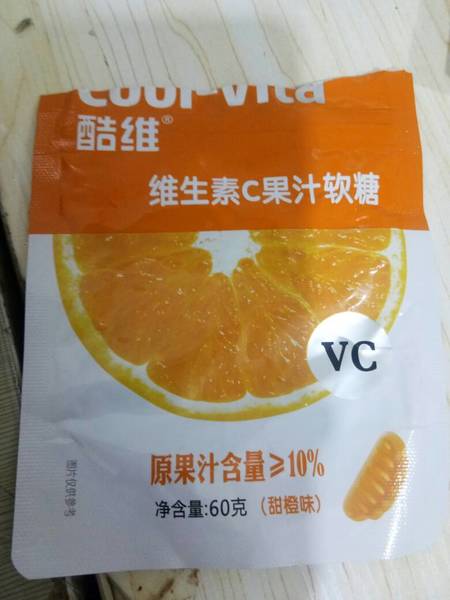 Cool-Vita
酷维®
维生素C果汁软糖
VC
原果汁含量≥10%
净含量:60克（甜橙味）
图片仅供参考